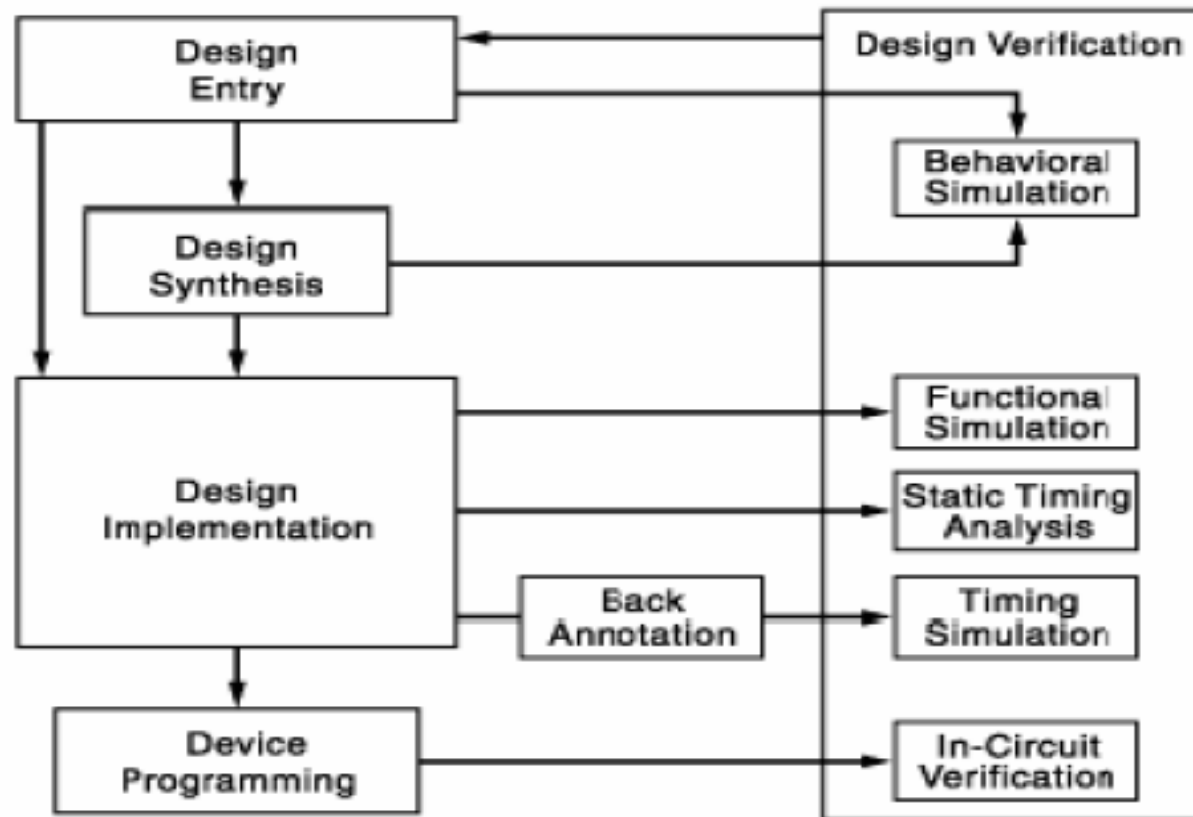 Design
Entry
Design Verification
Behavioral
Simulation
Design
Synthesis
Functional
Simulation
Design
Implementation
Static Timing
Analysis
Back
Annotation
Timing
Simulation
Device
Programming
In-Circuit
Verification